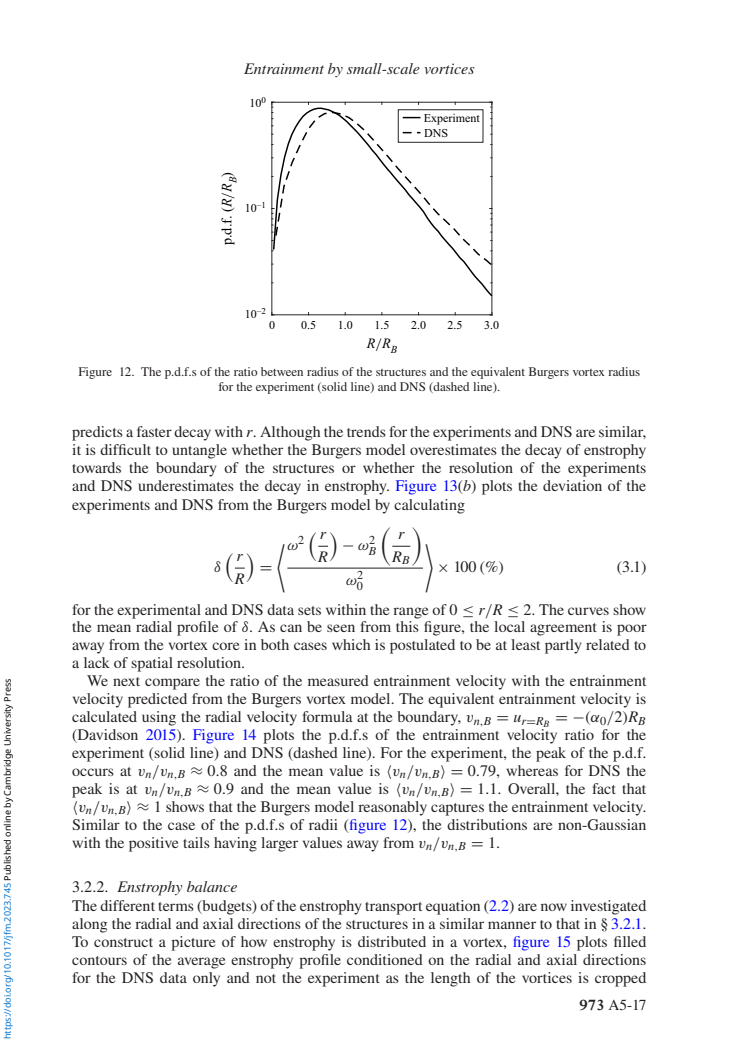 Entrainment by small-scale vortices
10⁰
10⁻¹
10⁻²
p.d.f. (R/R_B)
Experiment
DNS
0 0.5 1.0 1.5 2.0 2.5 3.0
R/R_B
Figure 12. The p.d.f.s of the ratio between radius of the structures and the equivalent Burgers vortex radius
for the experiment (solid line) and DNS (dashed line).
predicts a faster decay with r. Although the trends for the experiments and DNS are similar,
it is difficult to untangle whether the Burgers model overestimates the decay of enstrophy
towards the boundary of the structures or whether the resolution of the experiments
and DNS underestimates the decay in enstrophy. Figure 13(b) plots the deviation of the
experiments and DNS from the Burgers model by calculating
δ(r/R) = ⟨(ω²(r/R) − ω_B²(r/R_B))/ω_0²⟩ × 100 (%) (3.1)
for the experimental and DNS data sets within the range of 0 ≤ r/R ≤ 2. The curves show
the mean radial profile of δ. As can be seen from this figure, the local agreement is poor
away from the vortex core in both cases which is postulated to be at least partly related to
a lack of spatial resolution.
We next compare the ratio of the measured entrainment velocity with the entrainment
velocity predicted from the Burgers vortex model. The equivalent entrainment velocity is
calculated using the radial velocity formula at the boundary, v_{n,B} = u_{r=R_B} = −(α_0/2)R_B
(Davidson 2015). Figure 14 plots the p.d.f.s of the entrainment velocity ratio for the
experiment (solid line) and DNS (dashed line). For the experiment, the peak of the p.d.f.
occurs at v_n/v_{n,B} ≈ 0.8 and the mean value is ⟨v_n/v_{n,B}⟩ = 0.79, whereas for DNS the
peak is at v_n/v_{n,B} ≈ 0.9 and the mean value is ⟨v_n/v_{n,B}⟩ = 1.1. Overall, the fact that
⟨v_n/v_{n,B}⟩ ≈ 1 shows that the Burgers model reasonably captures the entrainment velocity.
Similar to the case of the p.d.f.s of radii (figure 12), the distributions are non-Gaussian
with the positive tails having larger values away from v_n/v_{n,B} = 1.
3.2.2. Enstrophy balance
The different terms (budgets) of the enstrophy transport equation (2.2) are now investigated
along the radial and axial directions of the structures in a similar manner to that in § 3.2.1.
To construct a picture of how enstrophy is distributed in a vortex, figure 15 plots filled
contours of the average enstrophy profile conditioned on the radial and axial directions
for the DNS data only and not the experiment as the length of the vortices is cropped
973 A5-17
https://doi.org/10.1017/jfm.2023.745 Published online by Cambridge University Press